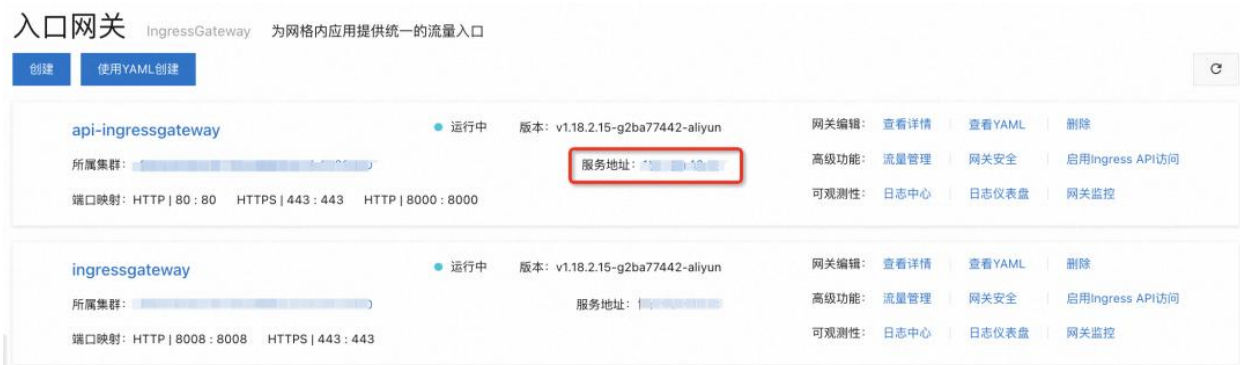 入口网关 IngressGateway 为网格内应用提供统一的流量入口
创建 使用YAML创建
api-ingressgateway 运行中 版本：v1.18.2.15-g2ba77442-aliyun 网关编辑： 查看详情 查看YAML 删除
所属集群： 服务地址： 高级功能： 流量管理 网关安全 启用Ingress API访问
端口映射：HTTP | 80 : 80 HTTPS | 443 : 443 HTTP | 8000 : 8000 可观测性： 日志中心 日志仪表盘 网关监控
ingressgateway 运行中 版本：v1.18.2.15-g2ba77442-aliyun 网关编辑： 查看详情 查看YAML 删除
所属集群： 服务地址： 高级功能： 流量管理 网关安全 启用Ingress API访问
端口映射：HTTP | 8008 : 8008 HTTPS | 443 : 443 可观测性： 日志中心 日志仪表盘 网关监控